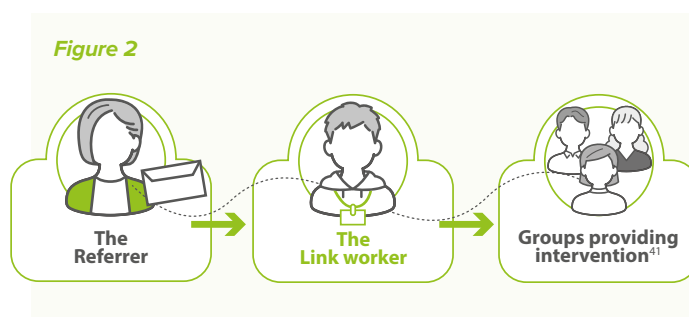 Figure 2
The
Referrer
The
Link worker
Groups providing
intervention41